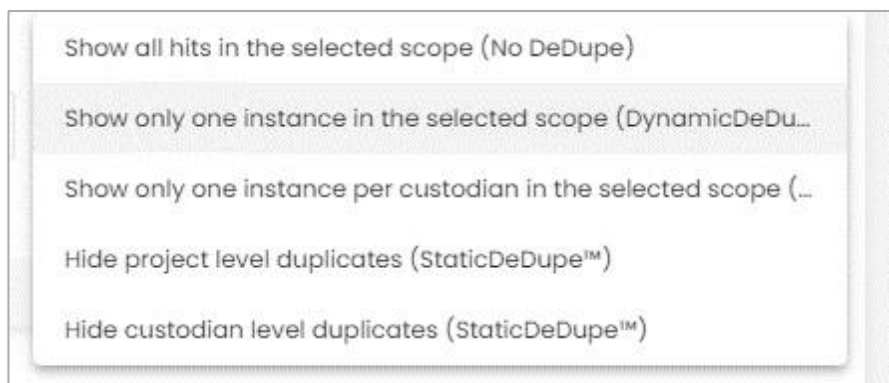 Show all hits in the selected scope (No DeDupe)
Show only one instance in the selected scope (DynamicDeDu...
Show only one instance per custodian in the selected scope (...
Hide project level duplicates (StaticDeDupe™)
Hide custodian level duplicates (StaticDeDupe™)